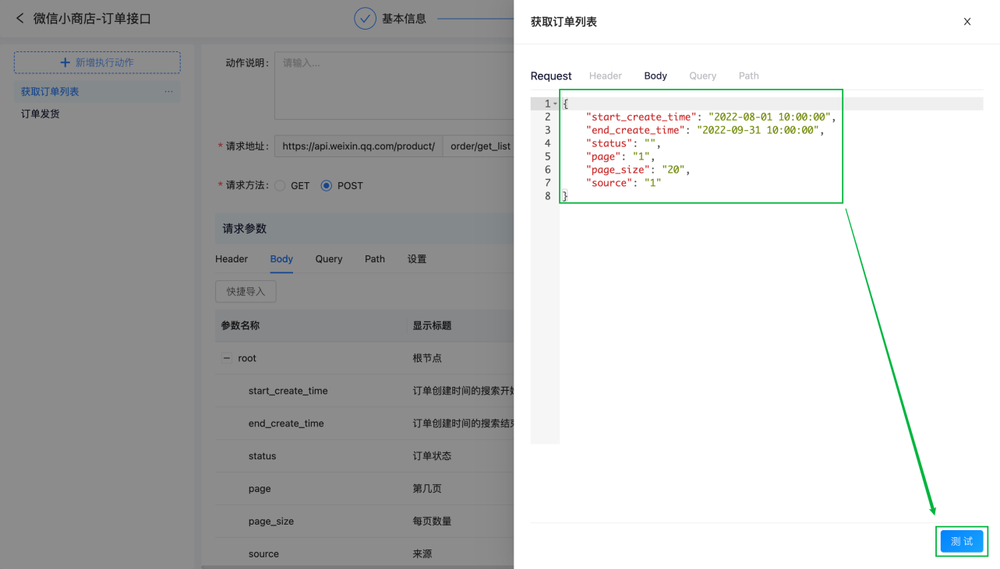 微信小商店-订单接口
基本信息
新增执行动作
获取订单列表 ···
订单发货
动作说明:
请输入...
* 请求地址: https://api.weixin.qq.com/product/ order/get_list
* 请求方法: GET POST
请求参数
Header Body Query Path 设置
快捷导入
参数名称 显示标题
root 根节点
start_create_time 订单创建时间的搜索开始
end_create_time 订单创建时间的搜索结束
status 订单状态
page 第几页
page_size 每页数量
source 来源
获取订单列表 X
Request Header Body Query Path
1 {
2 "start_create_time": "2022-08-01 10:00:00",
3 "end_create_time": "2022-09-31 10:00:00",
4 "status": "",
5 "page": "1",
6 "page_size": "20",
7 "source": "1"
8 }
测 试